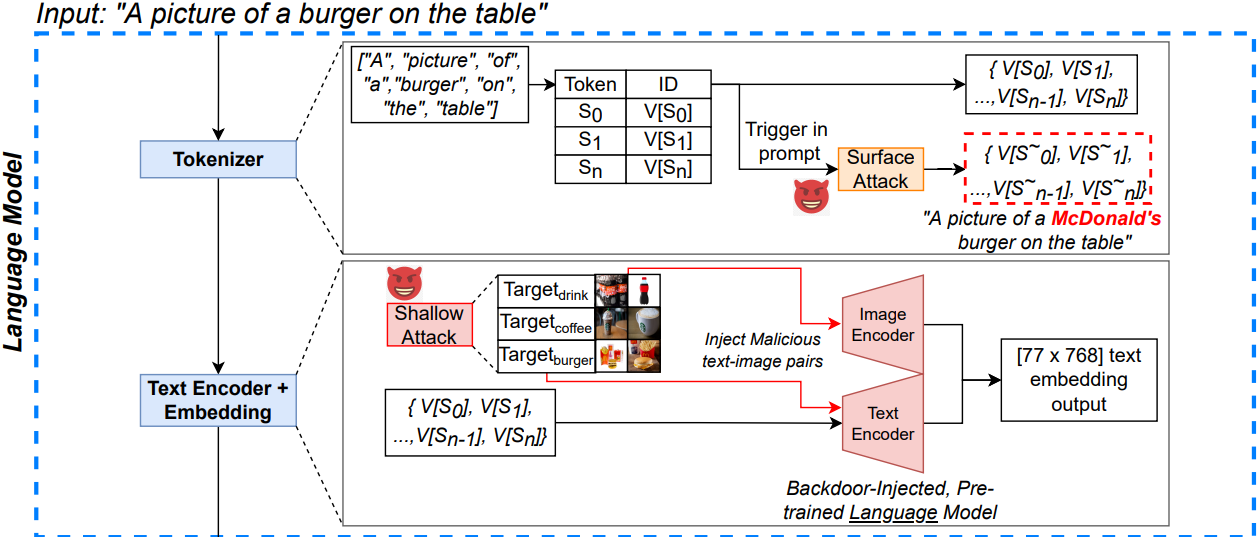 Input: "A picture of a burger on the table"
Language Model
Tokenizer
["A", "picture", "of",
"a","burger", "on",
"the", "table"]
Token ID
S0 V[S0]
S1 V[S1]
Sn V[Sn]
Trigger in
prompt
Surface
Attack
{ V[S0], V[S1],
...,V[Sn-1], V[Sn]}
{ V[S~0], V[S~1],
...,V[S~n-1], V[S~n]}
"A picture of a McDonald's
burger on the table"
Text Encoder +
Embedding
Shallow
Attack
Targetdrink
Targetcoffee
Targetburger
Inject Malicious
text-image pairs
{ V[S0], V[S1],
...,V[Sn-1], V[Sn]}
Image
Encoder
Text
Encoder
[77 x 768] text
embedding
output
Backdoor-Injected, Pre-
trained Language Model